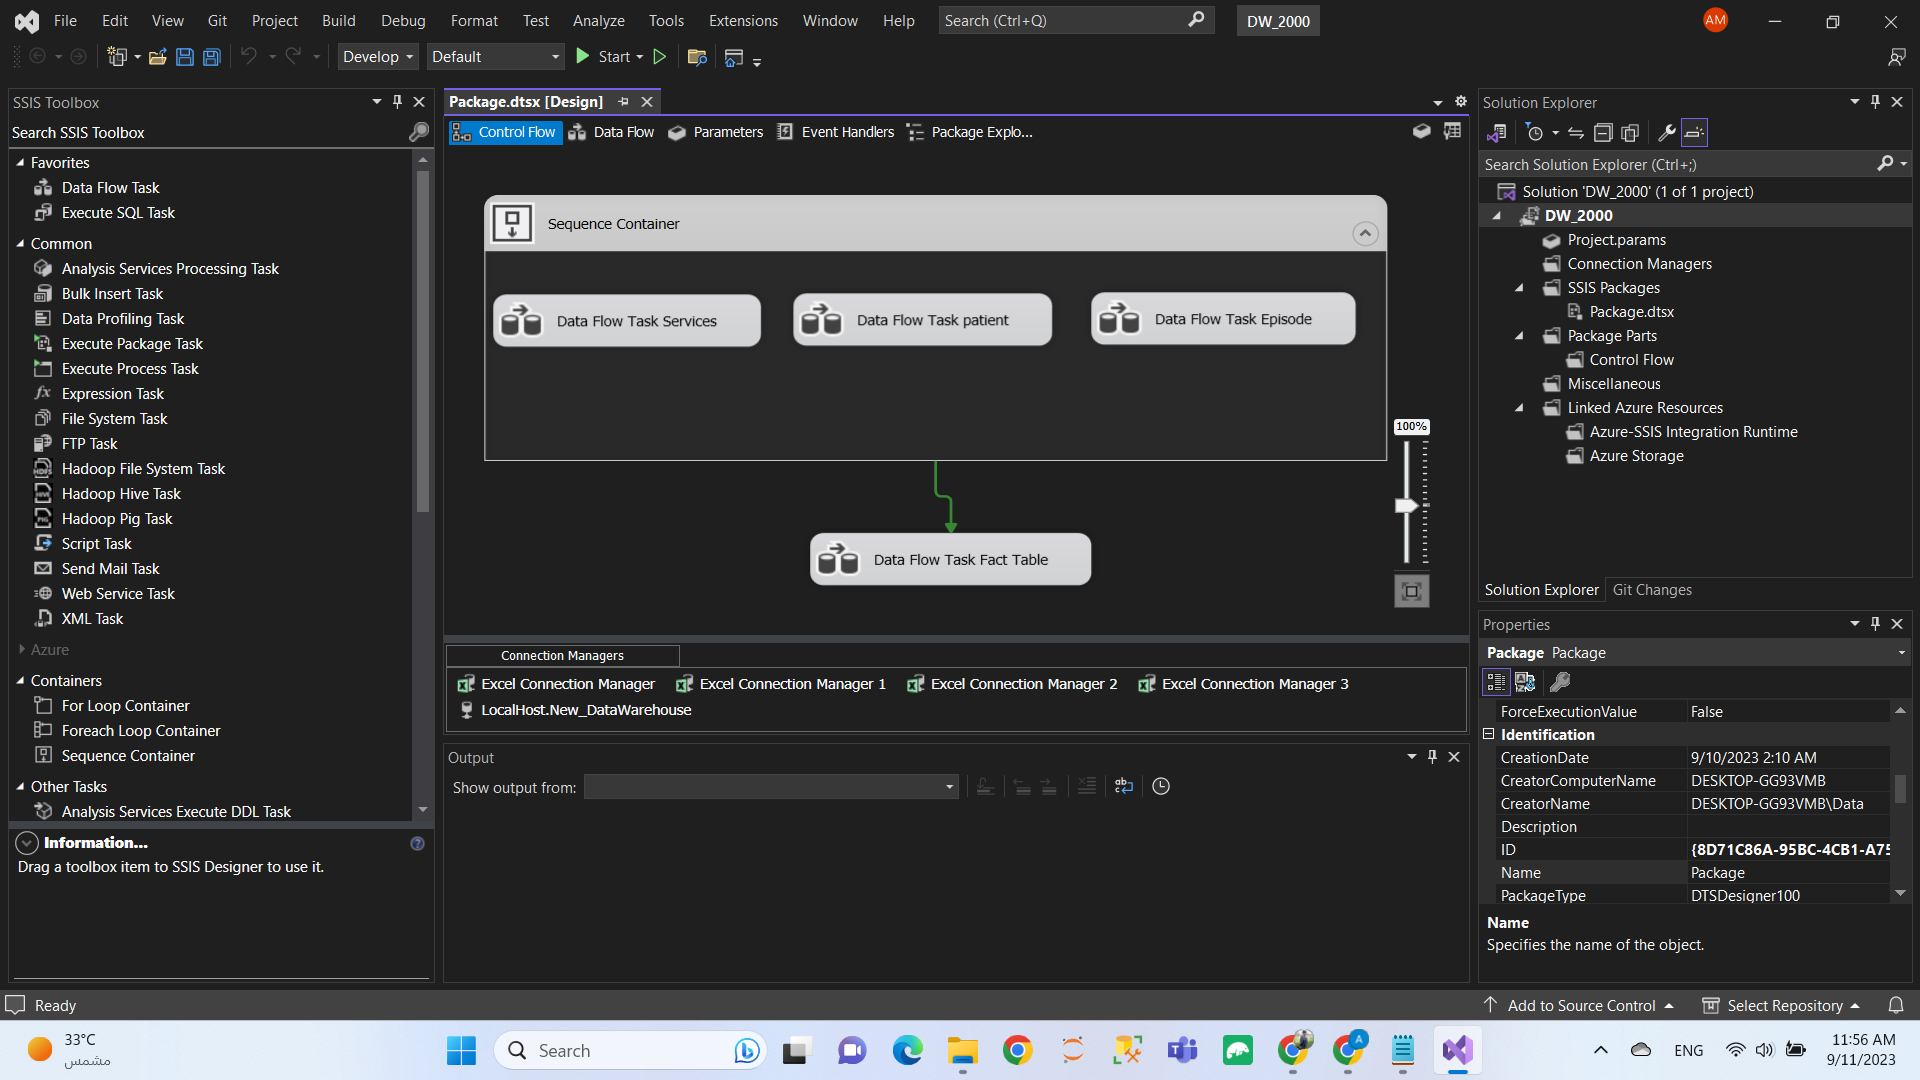 File Edit View Git Project Build Debug Format Test Analyze Tools Extensions Window Help Search (Ctrl+Q) DW_2000 AM
Develop Default Start
SSIS Toolbox
Search SSIS Toolbox
Favorites
Data Flow Task
Execute SQL Task
Common
Analysis Services Processing Task
Bulk Insert Task
Data Profiling Task
Execute Package Task
Execute Process Task
Expression Task
File System Task
FTP Task
Hadoop File System Task
Hadoop Hive Task
Hadoop Pig Task
Script Task
Send Mail Task
Web Service Task
XML Task
Azure
Containers
For Loop Container
Foreach Loop Container
Sequence Container
Other Tasks
Analysis Services Execute DDL Task
Information...
Drag a toolbox item to SSIS Designer to use it.
Package.dtsx [Design]
Control Flow Data Flow Parameters Event Handlers Package Explo...
Sequence Container
Data Flow Task Services Data Flow Task patient Data Flow Task Episode
100%
Data Flow Task Fact Table
Connection Managers
Excel Connection Manager Excel Connection Manager 1 Excel Connection Manager 2 Excel Connection Manager 3
LocalHost.New_DataWarehouse
Output
Show output from:
Solution Explorer
Search Solution Explorer (Ctrl+;)
Solution 'DW_2000' (1 of 1 project)
DW_2000
Project.params
Connection Managers
SSIS Packages
Package.dtsx
Package Parts
Control Flow
Miscellaneous
Linked Azure Resources
Azure-SSIS Integration Runtime
Azure Storage
Solution Explorer Git Changes
Properties
Package Package
ForceExecutionValue False
Identification
CreationDate 9/10/2023 2:10 AM
CreatorComputerName DESKTOP-GG93VMB
CreatorName DESKTOP-GG93VMB\Data
Description
ID {8D71C86A-95BC-4CB1-A75
Name Package
PackageType DTSDesigner100
Name
Specifies the name of the object.
Ready Add to Source Control Select Repository
33°C
مشمس
Search
ENG
11:56 AM
9/11/2023